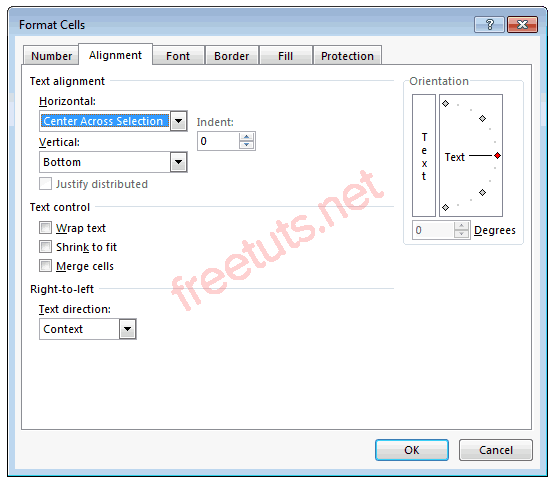 Format Cells
Number Alignment Font Border Fill Protection
Text alignment
Horizontal:
Center Across Selection
Indent:
0
Vertical:
Bottom
Justify distributed
Text control
Wrap text
Shrink to fit
Merge cells
Right-to-left
Text direction:
Context
Orientation
Text
Text
0 Degrees
freetuts.net
OK Cancel